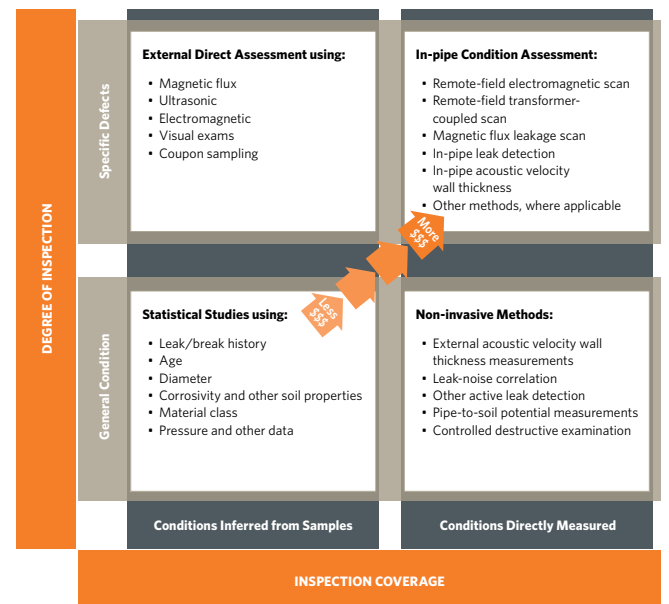 DEGREE OF INSPECTION
Specific Defects
External Direct Assessment using:
▪ Magnetic flux
▪ Ultrasonic
▪ Electromagnetic
▪ Visual exams
▪ Coupon sampling
In-pipe Condition Assessment:
▪ Remote-field electromagnetic scan
▪ Remote-field transformer-
coupled scan
▪ Magnetic flux leakage scan
▪ In-pipe leak detection
▪ In-pipe acoustic velocity
wall thickness
▪ Other methods, where applicable
More
$$$
General Condition
Statistical Studies using:
▪ Leak/break history
▪ Age
▪ Diameter
▪ Corrosivity and other soil properties
▪ Material class
▪ Pressure and other data
Less
$$$
Non-invasive Methods:
▪ External acoustic velocity wall
thickness measurements
▪ Leak-noise correlation
▪ Other active leak detection
▪ Pipe-to-soil potential measurements
▪ Controlled destructive examination
Conditions Inferred from Samples
Conditions Directly Measured
INSPECTION COVERAGE